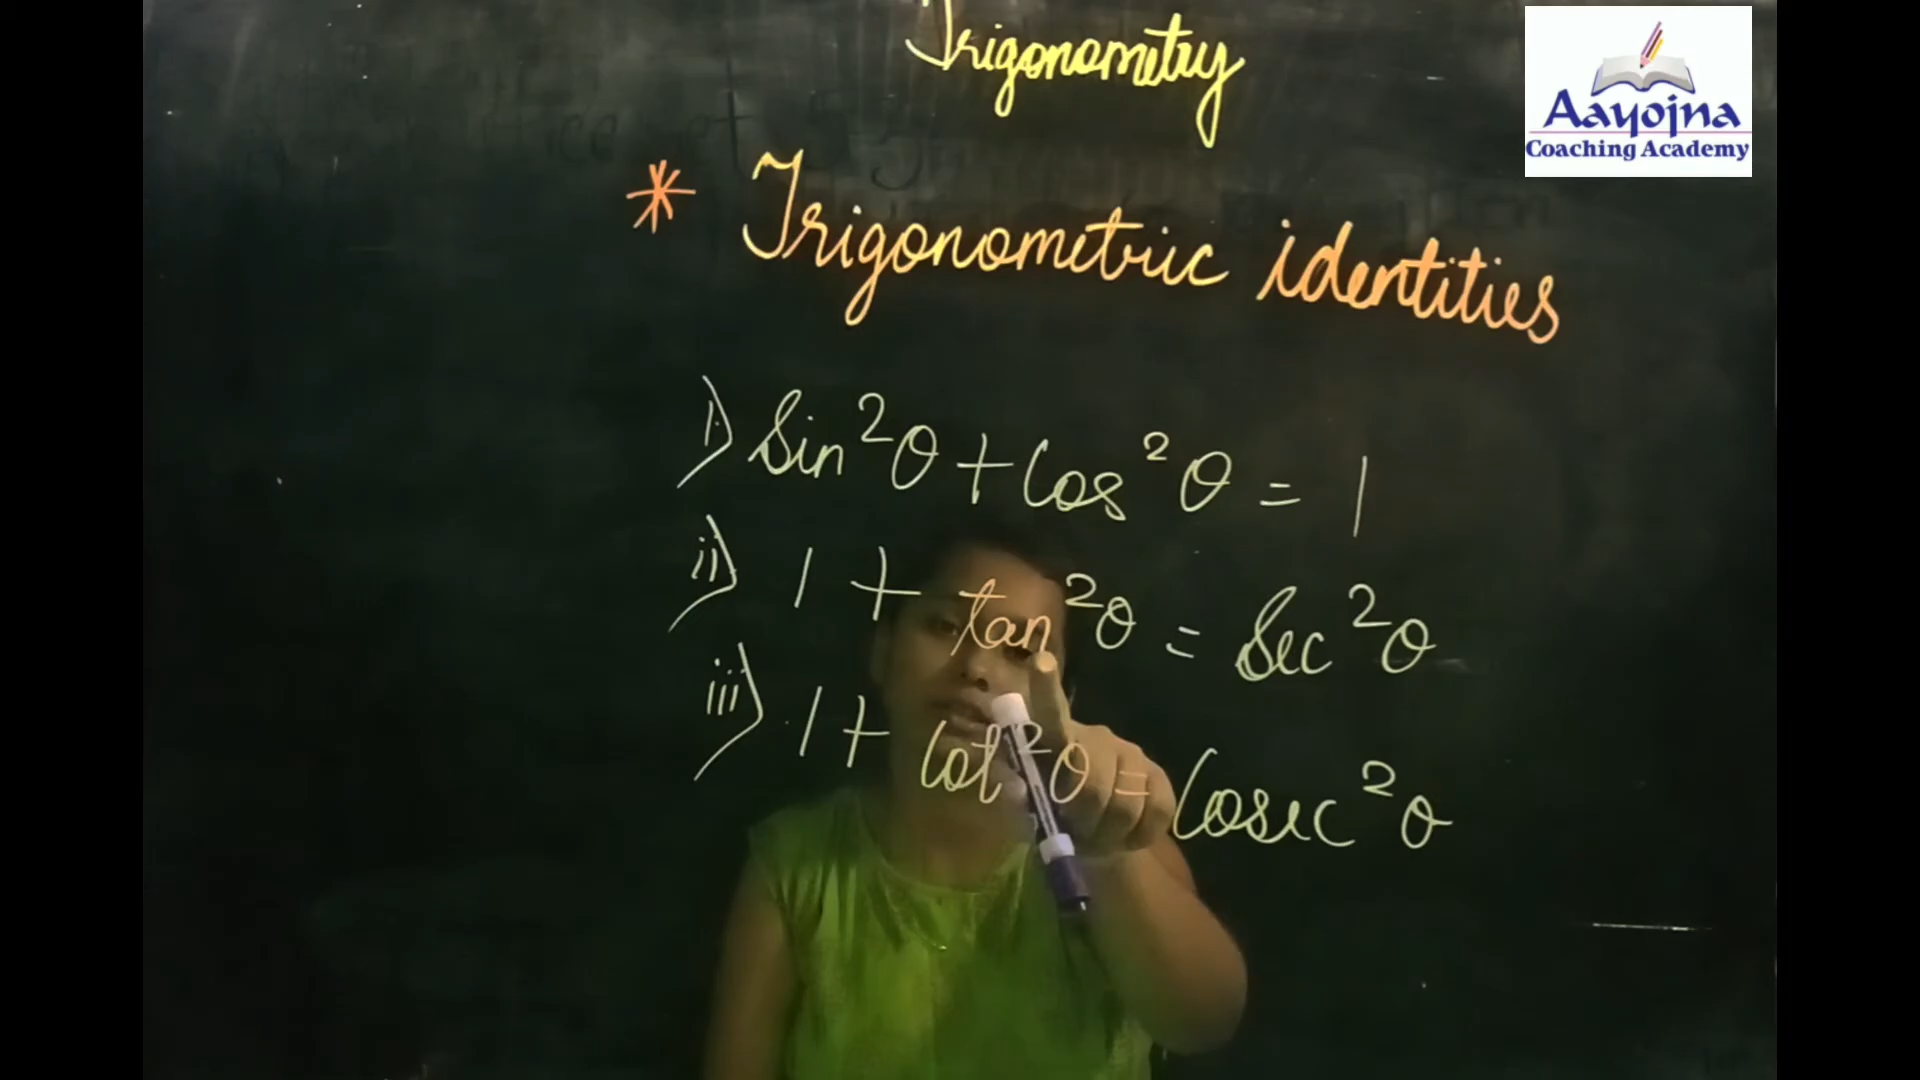 Trigonometry
Aayojna
Coaching Academy
* Trigonometric identities
i) Sin²θ + Cos²θ = 1
ii) 1 + tan²θ = Sec²θ
iii) 1 + Cot²θ = Cosec²θ